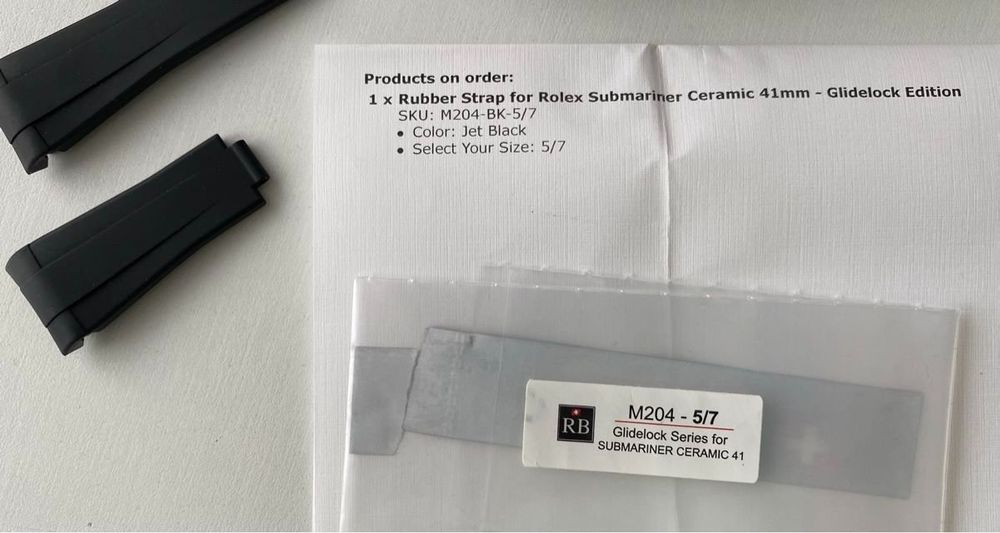 Products on order:
1 x Rubber Strap for Rolex Submariner Ceramic 41mm - Glidelock Edition
SKU: M204-BK-5/7
• Color: Jet Black
• Select Your Size: 5/7
RB
M204 - 5/7
Glidelock Series for
SUBMARINER CERAMIC 41